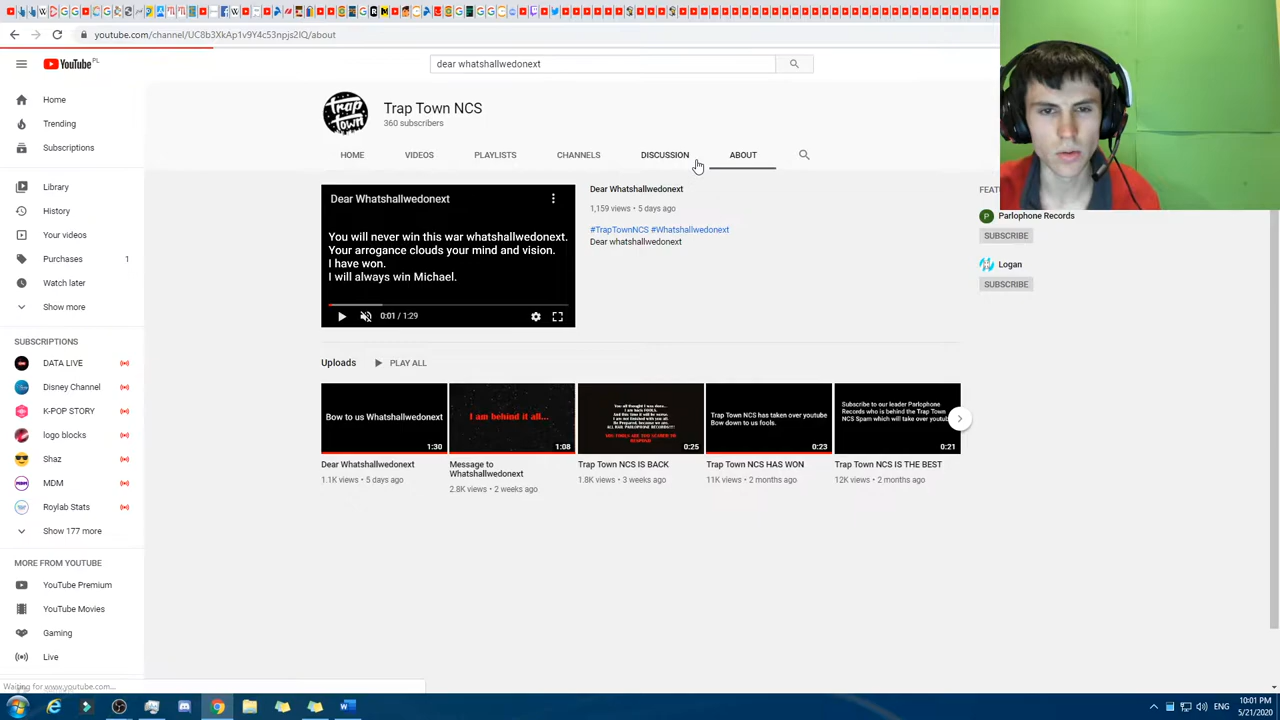 youtube.com/channel/UC8b3XkAp1v9Y4c53npjs2IQ/about
YouTube PL
dear whatshallwedonext
Home
Trending
Subscriptions
Library
History
Your videos
Purchases 1
Watch later
Show more
SUBSCRIPTIONS
DATA LIVE
Disney Channel
K-POP STORY
logo blocks
Shaz
MDM
Roylab Stats
Show 177 more
MORE FROM YOUTUBE
YouTube Premium
YouTube Movies
Gaming
Live
Trap Town
Trap Town NCS
360 subscribers
HOME VIDEOS PLAYLISTS CHANNELS DISCUSSION ABOUT
Dear Whatshallwedonext
You will never win this war whatshallwedonext.
Your arrogance clouds your mind and vision.
I have won.
I will always win Michael.
0:01 / 1:29
Dear Whatshallwedonext
1,159 views • 5 days ago
#TrapTownNCS #Whatshallwedonext
Dear whatshallwedonext
FEAT
P Parlophone Records
SUBSCRIBE
Logan
SUBSCRIBE
Uploads PLAY ALL
Bow to us Whatshallwedonext
1:30
Dear Whatshallwedonext
1.1K views • 5 days ago
I am behind it all...
1:08
Message to
Whatshallwedonext
2.8K views • 2 weeks ago
0:25
Trap Town NCS IS BACK
1.8K views • 3 weeks ago
Trap Town NCS has taken over youtube
Bow down to us fools.
0:23
Trap Town NCS HAS WON
11K views • 2 months ago
Subscribe to our leader Parlophone
Records who is behind the Trap Town
NCS Spam which will take over youtub
0:21
Trap Town NCS IS THE BEST
12K views • 2 months ago
Waiting for www.youtube.com...
ENG
10:01 PM
5/21/2020